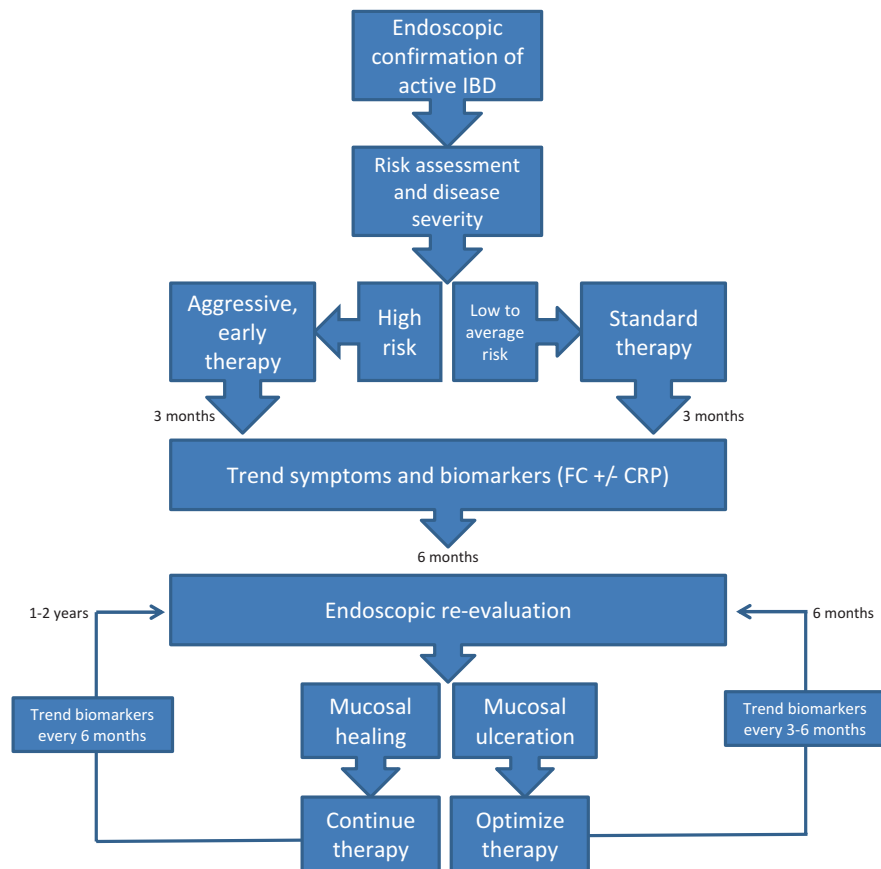 Endoscopic
confirmation of
active IBD
Risk assessment
and disease
severity
Aggressive,
early
therapy
High
risk
Low to
average
risk
Standard
therapy
3 months
3 months
Trend symptoms and biomarkers (FC +/- CRP)
6 months
1-2 years
Endoscopic re-evaluation
6 months
Trend biomarkers
every 6 months
Mucosal
healing
Mucosal
ulceration
Trend biomarkers
every 3-6 months
Continue
therapy
Optimize
therapy